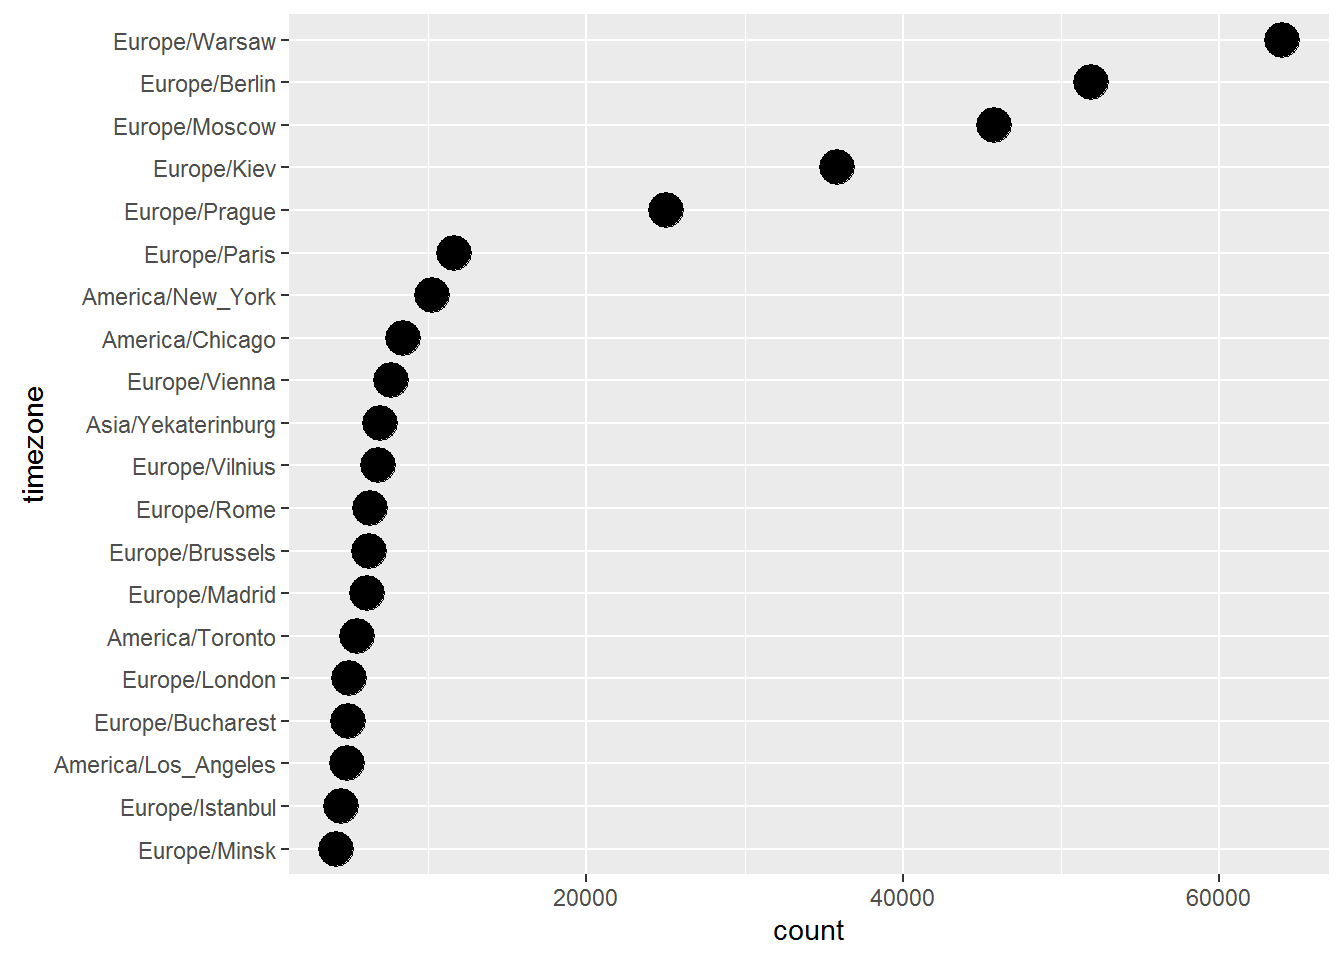 Europe/Warsaw
Europe/Berlin
Europe/Moscow
Europe/Kiev
Europe/Prague
Europe/Paris
America/New_York
America/Chicago
Europe/Vienna
Asia/Yekaterinburg
Europe/Vilnius
Europe/Rome
Europe/Brussels
Europe/Madrid
America/Toronto
Europe/London
Europe/Bucharest
America/Los_Angeles
Europe/Istanbul
Europe/Minsk
timezone
20000 40000 60000
count